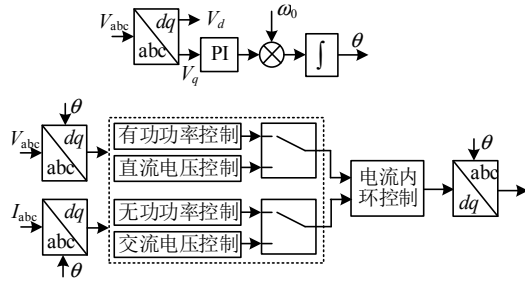 V_abc
dq
abc
V_d
V_q
PI
ω₀
∫
θ
θ
V_abc
dq
abc
I_abc
dq
abc
θ
有功功率控制
直流电压控制
无功功率控制
交流电压控制
电流内
环控制
θ
abc
dq